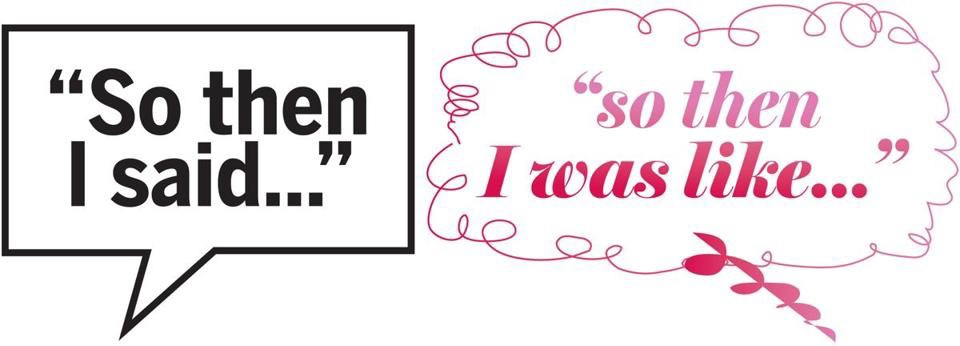 “So then
I said...”
“so then
I was like...”